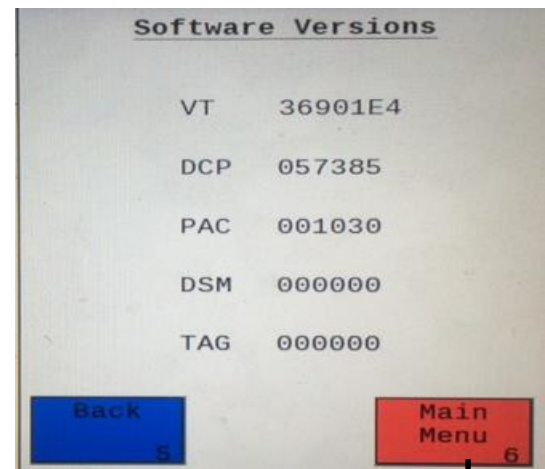 Software Versions
VT 36901E4
DCP 057385
PAC 001030
DSM 000000
TAG 000000
Back
5
Main
Menu
6